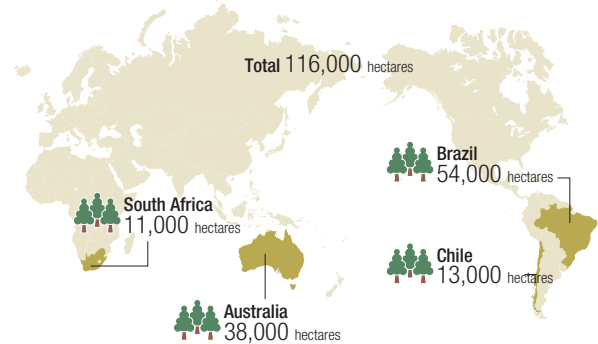 Total 116,000 hectares
Brazil
54,000 hectares
South Africa
11,000 hectares
Chile
13,000 hectares
Australia
38,000 hectares